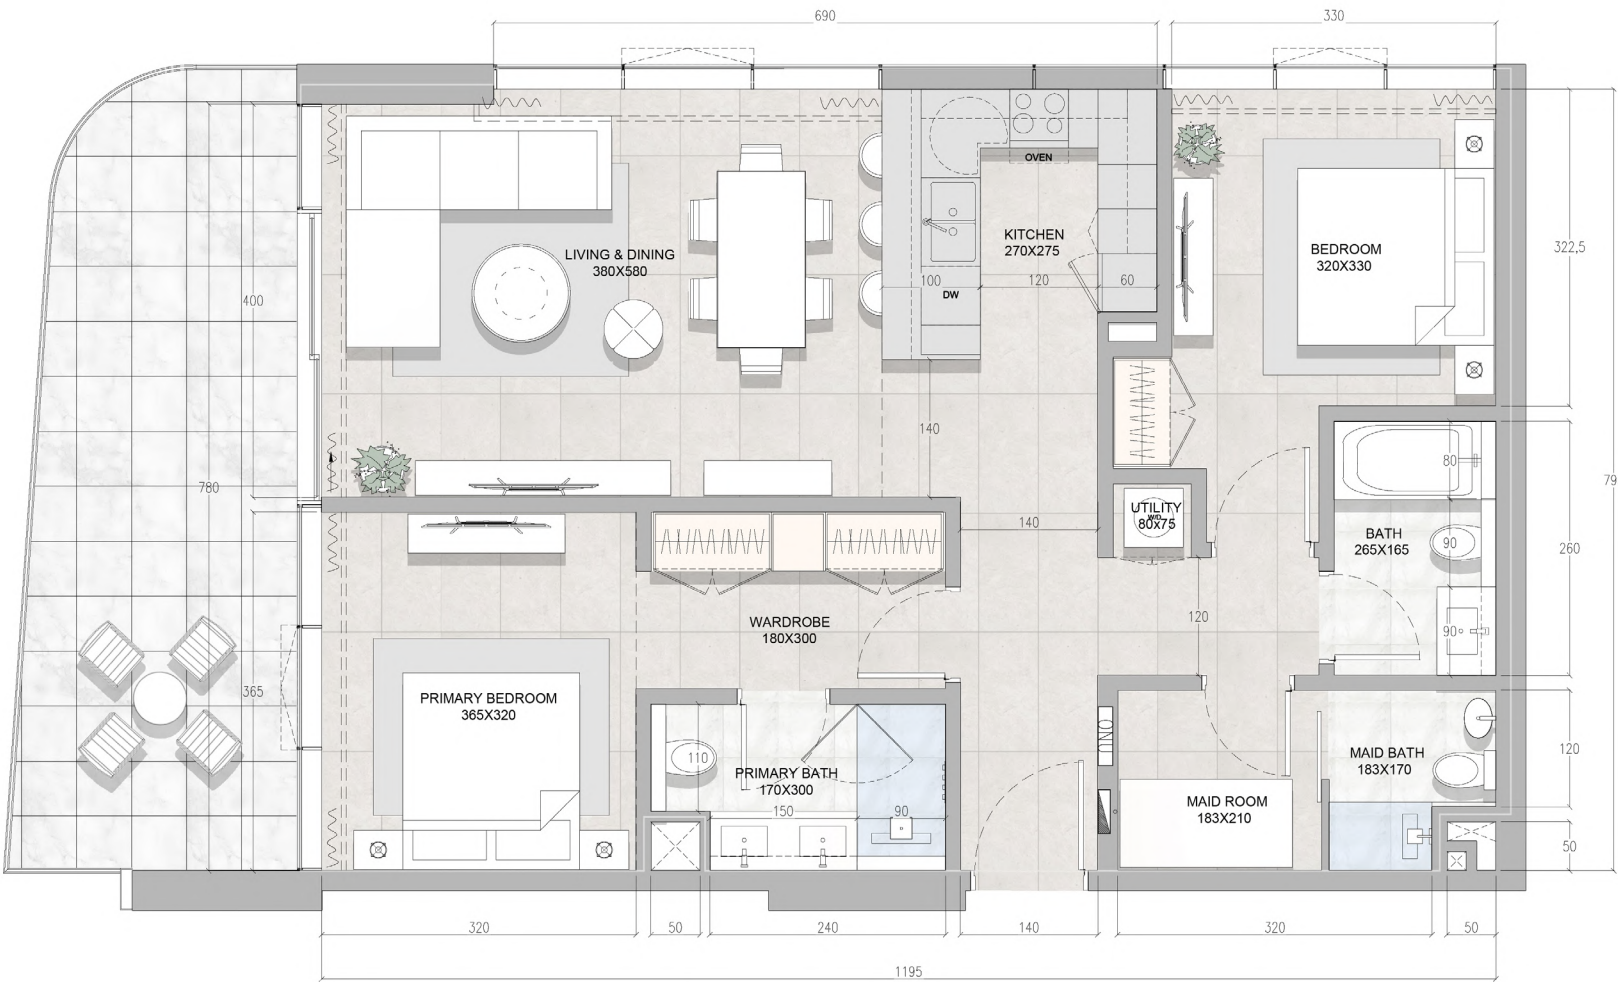 690
330
OVEN
LIVING & DINING
380X580
KITCHEN
270X275
BEDROOM
320X330
322,5
400
100
120
60
DW
140
80
79
780
UTILITY
80x75
140
BATH
265X165
90
260
WARDROBE
180X300
120
90
365
PRIMARY BEDROOM
365X320
110
PRIMARY BATH
170X300
150
90
MAID BATH
183X170
120
MAID ROOM
183X210
50
320
50
240
140
320
50
1195